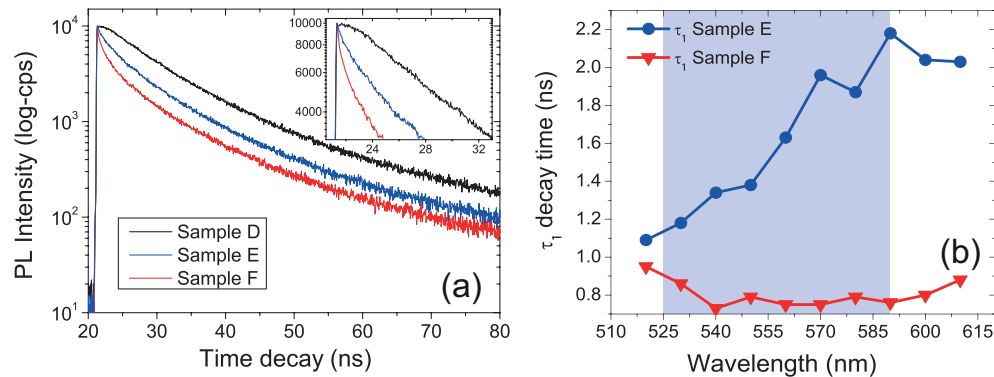 PL Intensity (log-cps)
10⁴
10³
10²
10¹
20 30 40 50 60 70 80
Time decay (ns)
Sample D
Sample E
Sample F
(a)
10000
8000
6000
4000
24 28 32
τ₁ decay time (ns)
2.2
2.0
1.8
1.6
1.4
1.2
1.0
0.8
510 525 540 555 570 585 600 615
Wavelength (nm)
τ₁ Sample E
τ₁ Sample F
(b)